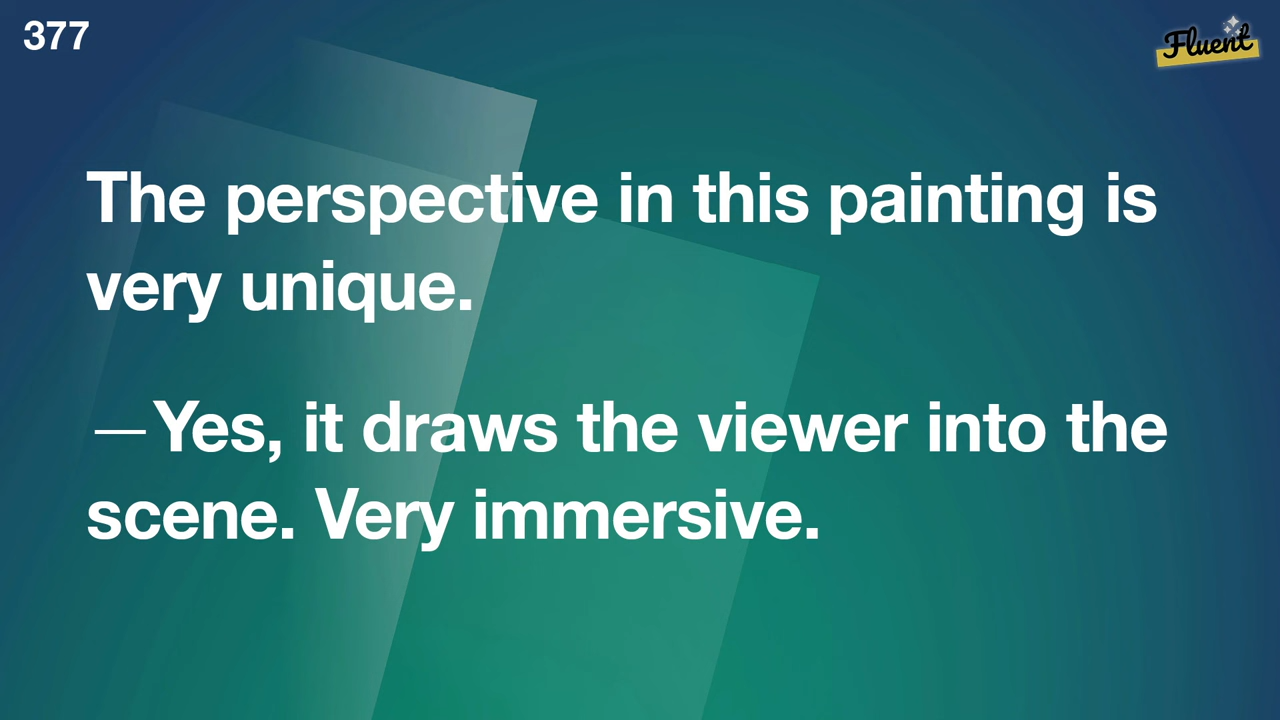 377
Fluent
The perspective in this painting is
very unique.
—Yes, it draws the viewer into the
scene. Very immersive.